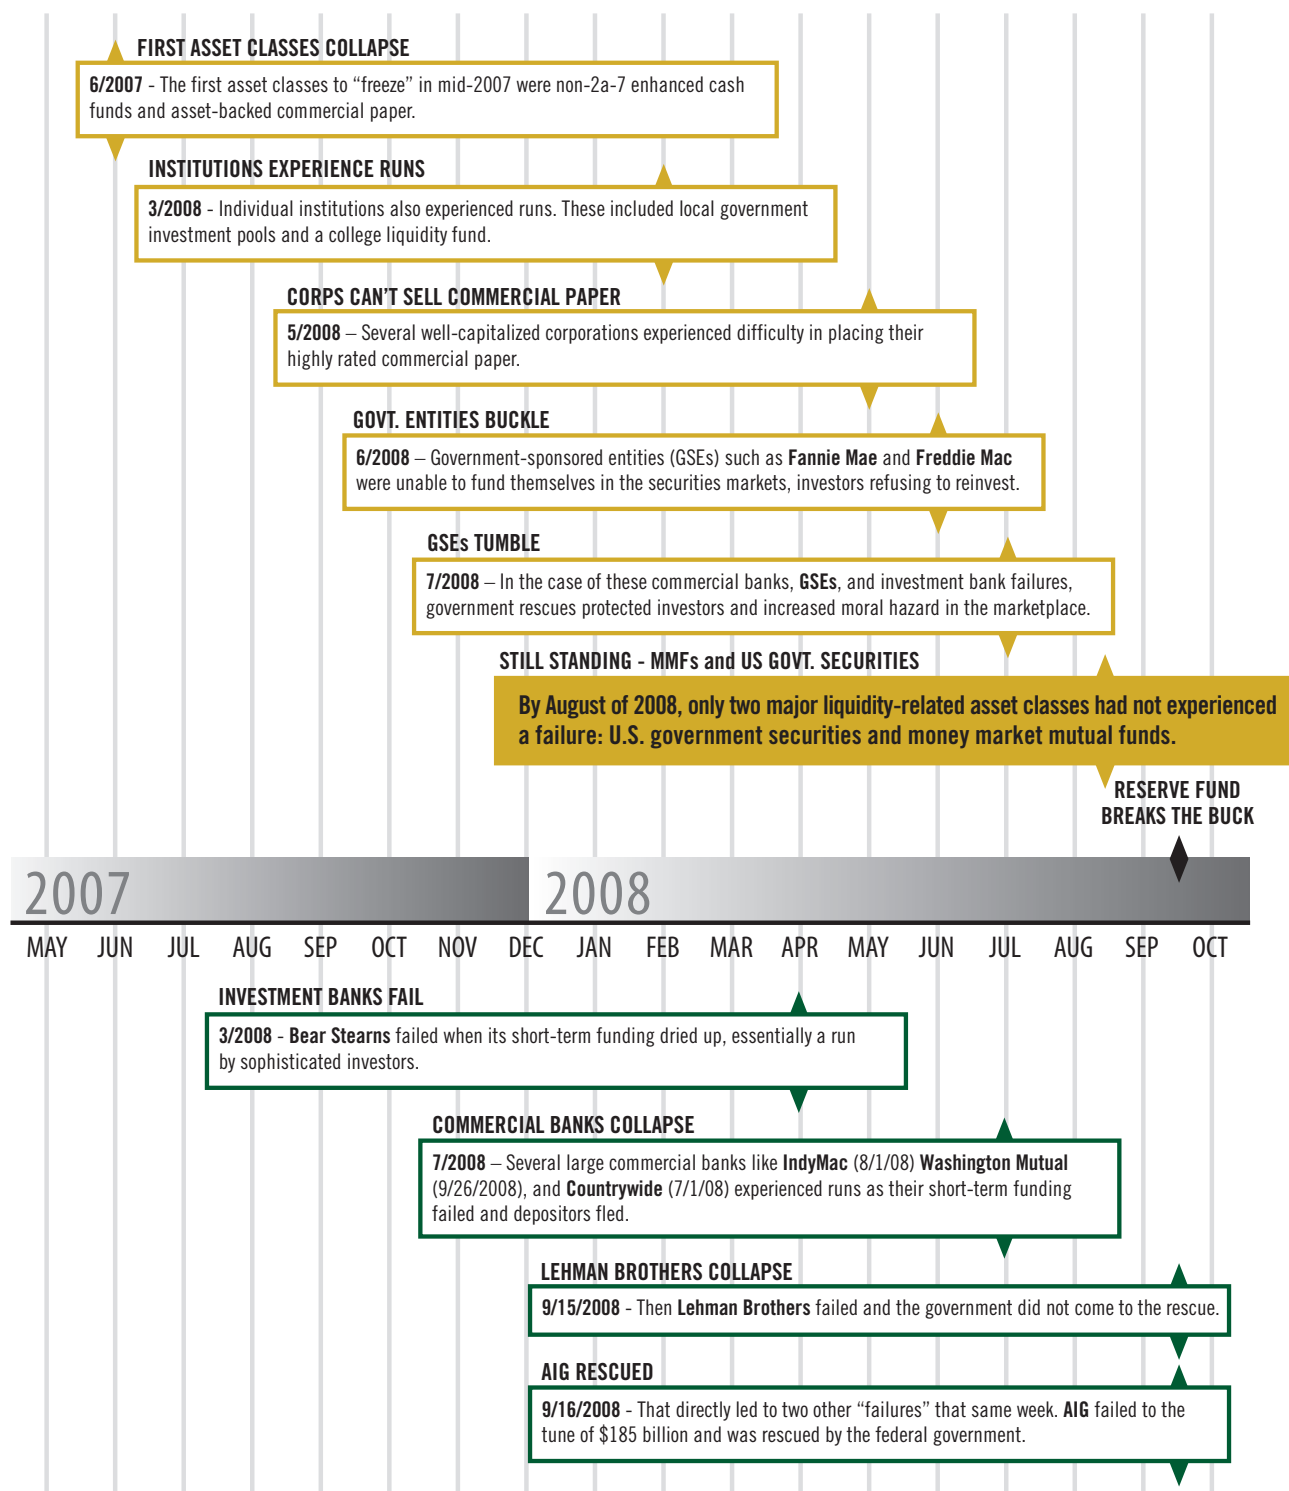 FIRST ASSET CLASSES COLLAPSE
6/2007 - The first asset classes to “freeze” in mid-2007 were non-2a-7 enhanced cash
funds and asset-backed commercial paper.
INSTITUTIONS EXPERIENCE RUNS
3/2008 - Individual institutions also experienced runs. These included local government
investment pools and a college liquidity fund.
CORPS CAN’T SELL COMMERCIAL PAPER
5/2008 – Several well-capitalized corporations experienced difficulty in placing their
highly rated commercial paper.
GOVT. ENTITIES BUCKLE
6/2008 – Government-sponsored entities (GSEs) such as Fannie Mae and Freddie Mac
were unable to fund themselves in the securities markets, investors refusing to reinvest.
GSEs TUMBLE
7/2008 – In the case of these commercial banks, GSEs, and investment bank failures,
government rescues protected investors and increased moral hazard in the marketplace.
STILL STANDING - MMFs and US GOVT. SECURITIES
By August of 2008, only two major liquidity-related asset classes had not experienced
a failure: U.S. government securities and money market mutual funds.
RESERVE FUND
BREAKS THE BUCK
2007 2008
MAY JUN JUL AUG SEP OCT NOV DEC JAN FEB MAR APR MAY JUN JUL AUG SEP OCT
INVESTMENT BANKS FAIL
3/2008 - Bear Stearns failed when its short-term funding dried up, essentially a run
by sophisticated investors.
COMMERCIAL BANKS COLLAPSE
7/2008 – Several large commercial banks like IndyMac (8/1/08) Washington Mutual
(9/26/2008), and Countrywide (7/1/08) experienced runs as their short-term funding
failed and depositors fled.
LEHMAN BROTHERS COLLAPSE
9/15/2008 - Then Lehman Brothers failed and the government did not come to the rescue.
AIG RESCUED
9/16/2008 - That directly led to two other “failures” that same week. AIG failed to the
tune of $185 billion and was rescued by the federal government.